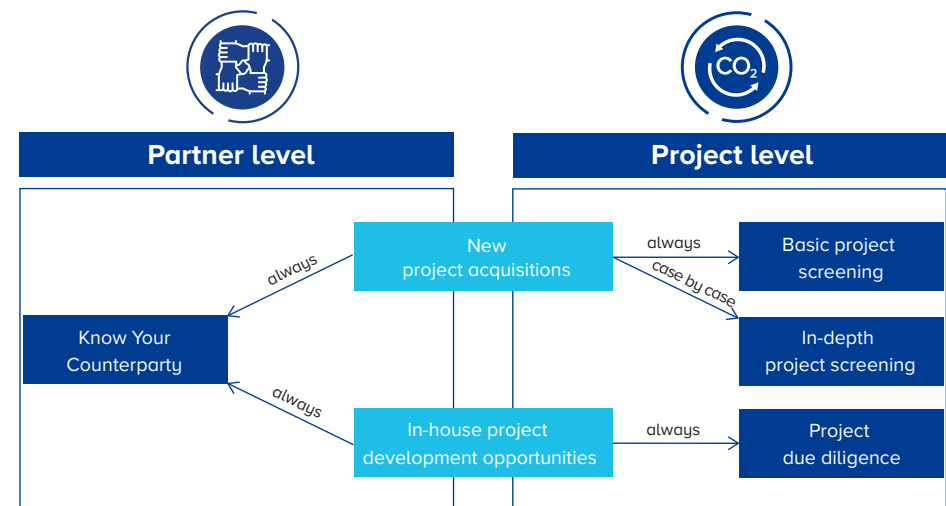 CO₂
Partner level
Project level
New
project acquisitions
always
Basic project
screening
always
case by case
Know Your
Counterparty
In-depth
project screening
always
In-house project
development opportunities
always
Project
due diligence